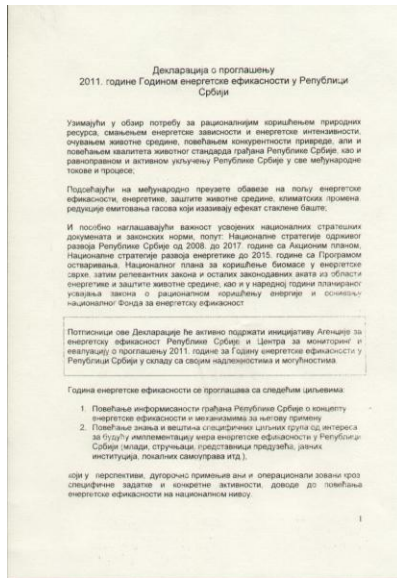 Декларација о проглашењу
2011. године Годином енергетске ефикасности у Републици
Србији
Узимајући у обзир потребу за рационалнијим коришћењем природних
ресурса, смањењем енергетске зависности и енергетске интензивности,
очувањем животне средине, повећањем конкурентности привреде, али и
повећањем квалитета животног стандарда грађана Републике Србије, као и
равноправном и активном укључењу Републике Србије у све међународне
токове и процесе;
Подсећајући на међународно преузете обавезе на пољу енергетске
ефикасности, енергетике, заштите животне средине, климатских промена,
редукције емитовања гасова који изазивају ефекат стаклене баште;
И посебно наглашавајући важност усвојених националних стратешких
докумената и законских норми, попут: Националне стратегије одрживог
развоја Републике Србије од 2008. до 2017. године са Акционим планом,
Националне стратегије развоја енергетике до 2015. године са Програмом
остваривања, Националног плана за коришћење биомасе у енергетске
сврхе, затим релевантних закона и осталих законодавних аката из области
енергетике и заштите животне средине, као и у наредној години планираног
усвајања закона о рационалном коришћењу енергије и оснивању
националног Фонда за енергетску ефикасност
Потписници ове Декларације ће активно подржати иницијативу Агенције за
енергетску ефикасност Републике Србије и Центра за мониторинг и
евалуацију о проглашењу 2011. године за Годину енергетске ефикасности у
Републици Србији у складу са својим надлежностима и могућностима.
Година енергетске ефикасности се проглашава са следећим циљевима:
1. Повећање информисаности грађана Републике Србије о концепту
енергетске ефикасности и механизмима за његову примену
2. Повећање знања и вештина специфичних циљних група од интереса
за будућу имплементацију мера енергетске ефикасности у Републици
Србији (млади, стручњаци, представници предузећа, јавних
институција, локалних самоуправа итд.),
који у перспективи, дугорочно примењивани и операционализовани кроз
специфичне задатке и конкретне активности, доводе до повећања
енергетске ефикасности на националном нивоу.
1